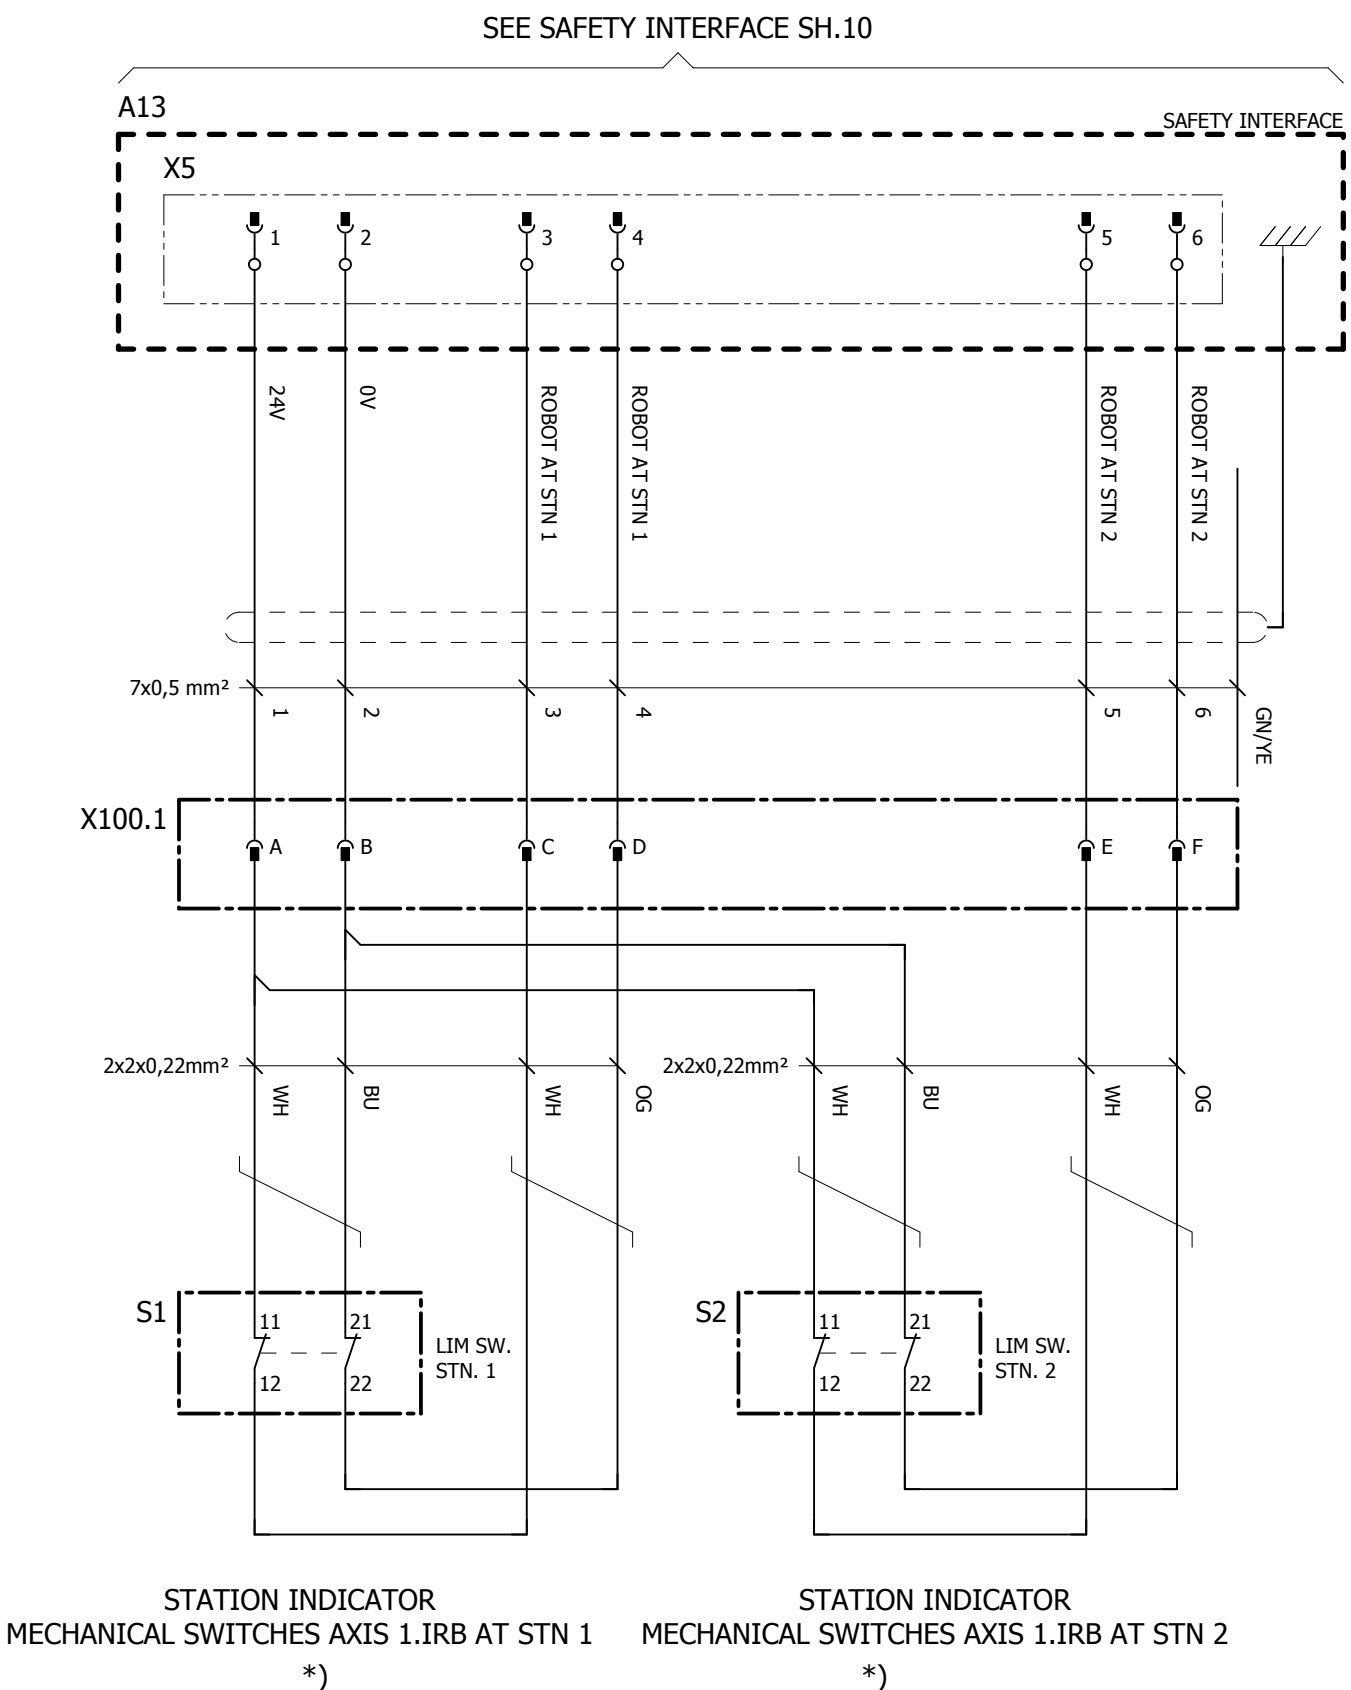 SEE SAFETY INTERFACE SH.10
A13
SAFETY INTERFACE
X5
1
2
3
4
5
6
24V
0V
ROBOT AT STN 1
ROBOT AT STN 1
ROBOT AT STN 2
ROBOT AT STN 2
7x0,5 mm²
1
2
3
4
5
6
GN/YE
X100.1
A
B
C
D
E
F
2x2x0,22mm²
WH
BU
WH
OG
2x2x0,22mm²
WH
BU
WH
OG
S1
11
21
12
22
LIM SW.
STN. 1
S2
11
21
12
22
LIM SW.
STN. 2
STATION INDICATOR
MECHANICAL SWITCHES AXIS 1.IRB AT STN 1
*)
STATION INDICATOR
MECHANICAL SWITCHES AXIS 1.IRB AT STN 2
*)